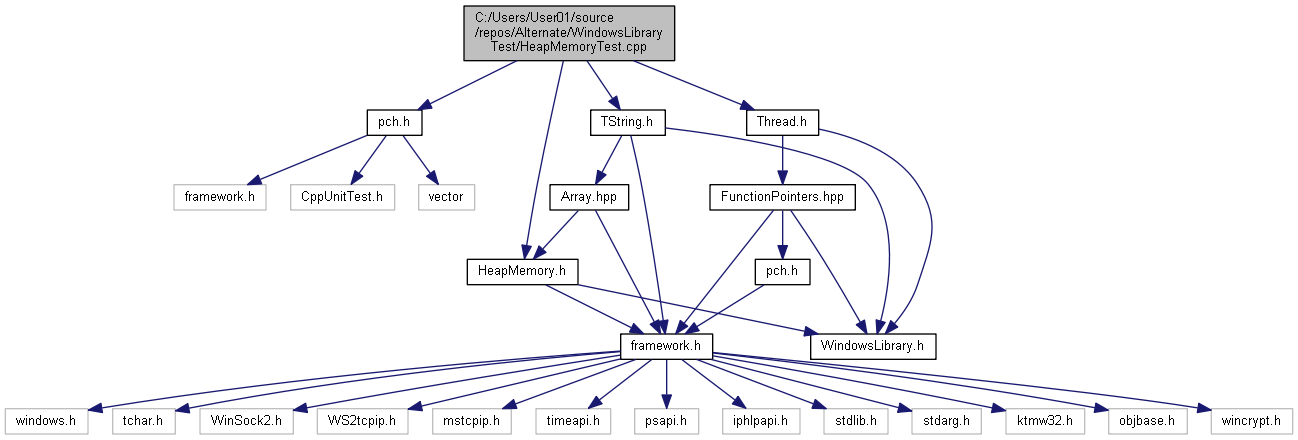 C:/Users/User01/source
/repos/Alternate/WindowsLibrary
Test/HeapMemoryTest.cpp
pch.h
TString.h
Thread.h
framework.h
CppUnitTest.h
vector
Array.hpp
FunctionPointers.hpp
HeapMemory.h
pch.h
framework.h
WindowsLibrary.h
windows.h
tchar.h
WinSock2.h
WS2tcpip.h
mstcpip.h
timeapi.h
psapi.h
iphlpapi.h
stdlib.h
stdarg.h
ktmw32.h
objbase.h
wincrypt.h